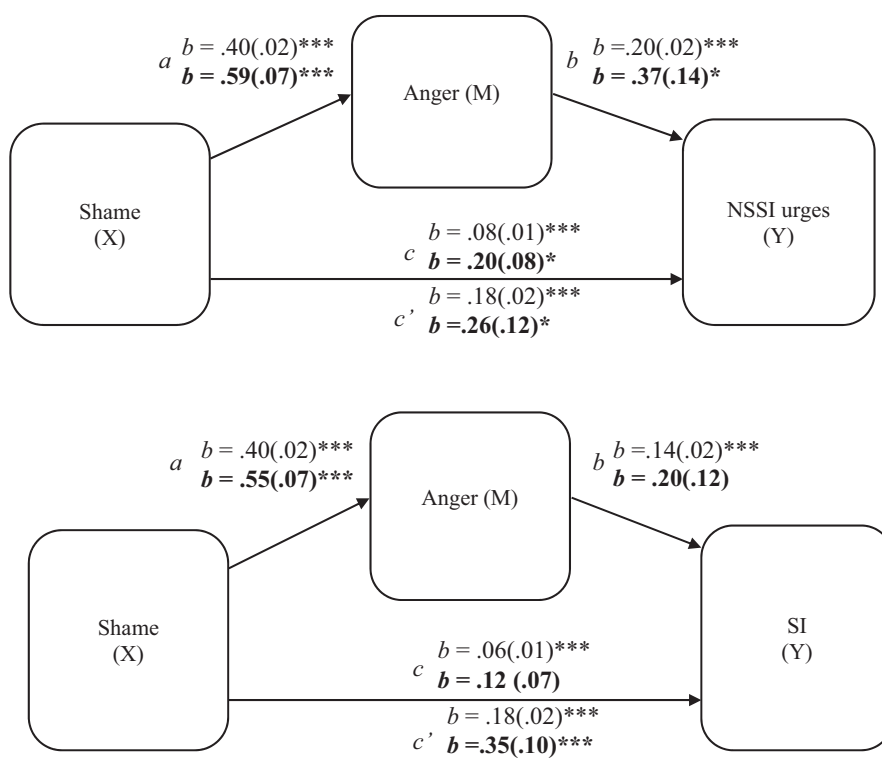 a b = .40(.02)***
b = .59(.07)***
b b =.20(.02)***
b = .37(.14)*
Anger (M)
Shame
(X)
NSSI urges
(Y)
b = .08(.01)***
c b = .20(.08)*
b = .18(.02)***
c’ b =.26(.12)*
a b = .40(.02)***
b = .55(.07)***
b b =.14(.02)***
b = .20(.12)
Anger (M)
Shame
(X)
SI
(Y)
b = .06(.01)***
c b = .12 (.07)
b = .18(.02)***
c’ b =.35(.10)***